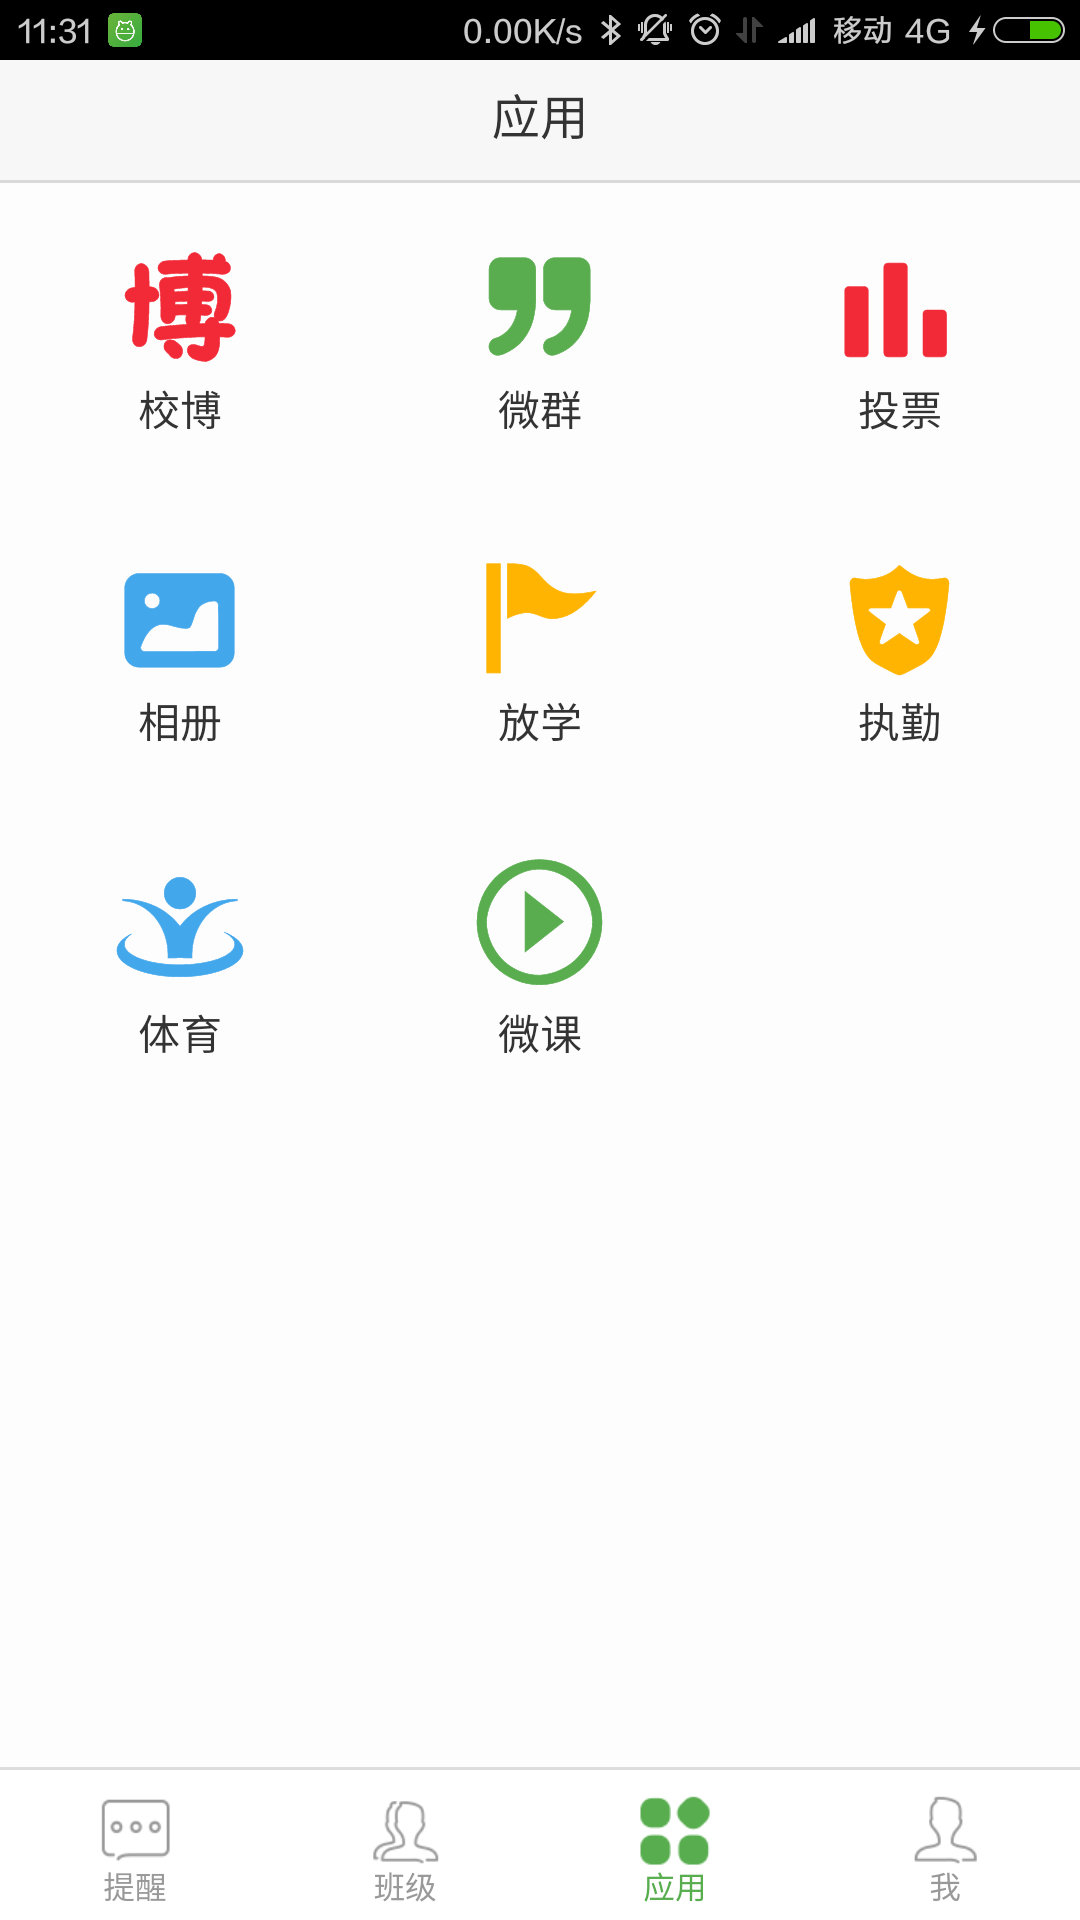 11:31 0.00K/s 移动 4G
应用
博
校博 微群 投票
相册 放学 执勤
体育 微课
提醒 班级 应用 我